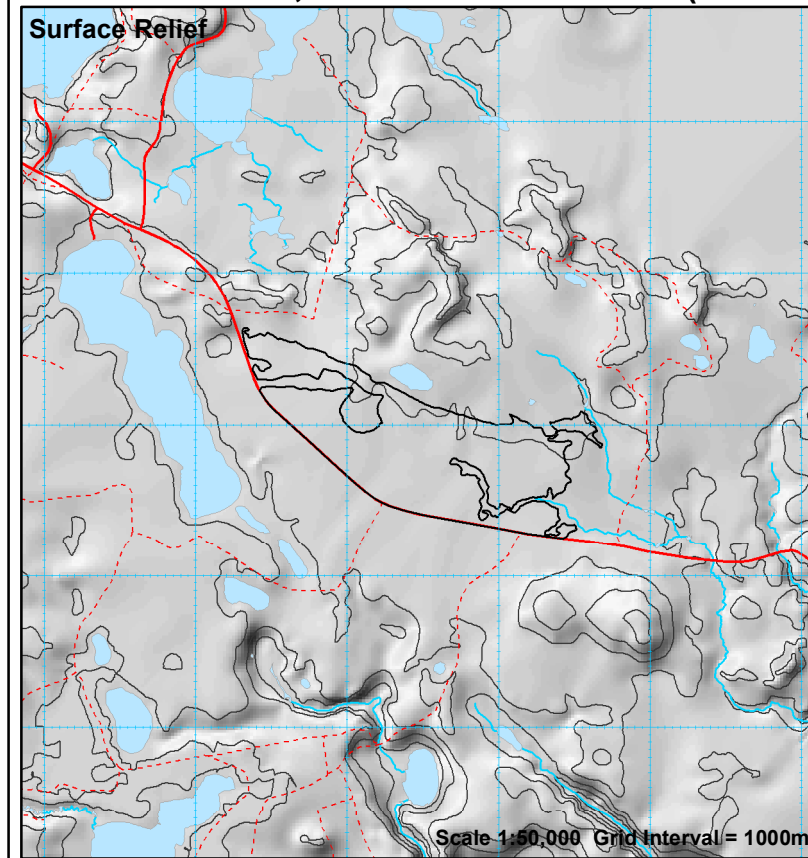 Surface Relief
Scale 1:50,000 Grid Interval = 1000m